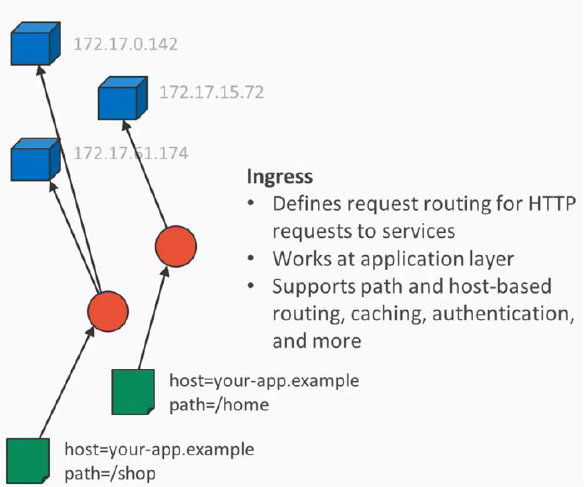 172.17.0.142
172.17.15.72
172.17.61.174
Ingress
• Defines request routing for HTTP
requests to services
• Works at application layer
• Supports path and host-based
routing, caching, authentication,
and more
host=your-app.example
path=/home
host=your-app.example
path=/shop